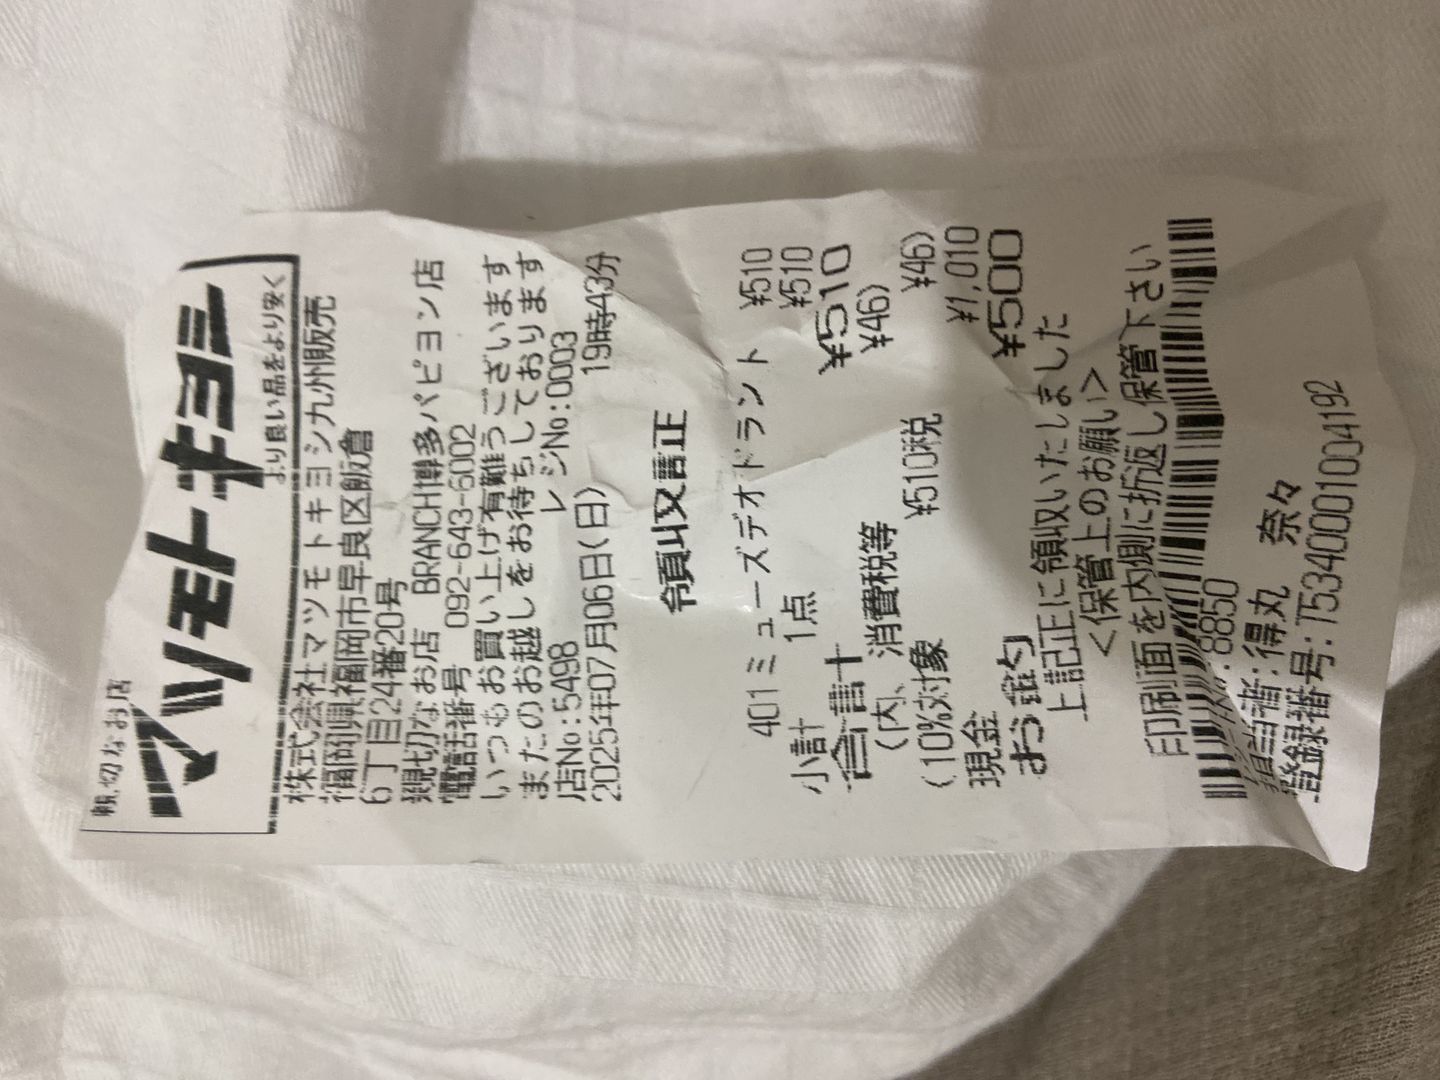 親切なお店
マツモトキヨシ
より良い品をより安く
株式会社マツモトキヨシ九州販売
福岡県福岡市早良区飯倉
6丁目24番20号
親切なお店 BRANCH博多パピヨン店
電話番号 092-643-6002
いつもお買い上げ有難うございます
またのお越しをお待ちしております
店No:5498 レジNo:0003
2025年07月06日(日) 19時43分
領収証
401ミューズデオドラント ¥510
小計 1点 ¥510
合計 ¥510
(内、消費税等 ¥46)
(10%対象 ¥510税 ¥46)
現金 ¥1,010
お釣 ¥500
上記正に領収いたしました
<保管上のお願い>
印刷面を内側に折返し保管下さい
:8850
担当者:得丸 奈々
登録番号:T5340001004192